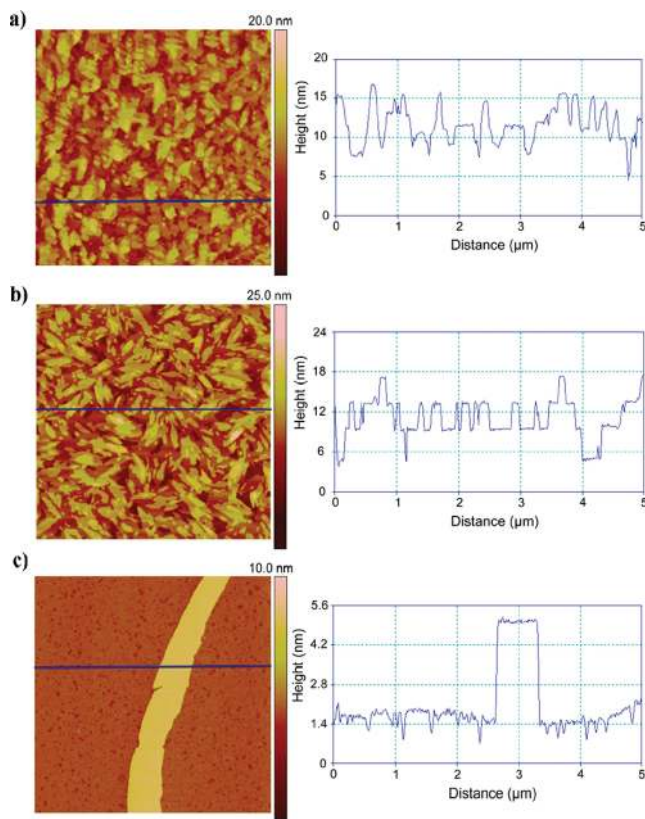 a)
20.0 nm
20
15
10
5
0
Height (nm)
0 1 2 3 4 5
Distance (µm)
b)
25.0 nm
24
18
12
6
0
Height (nm)
0 1 2 3 4 5
Distance (µm)
c)
10.0 nm
5.6
4.2
2.8
1.4
0
Height (nm)
0 1 2 3 4 5
Distance (µm)